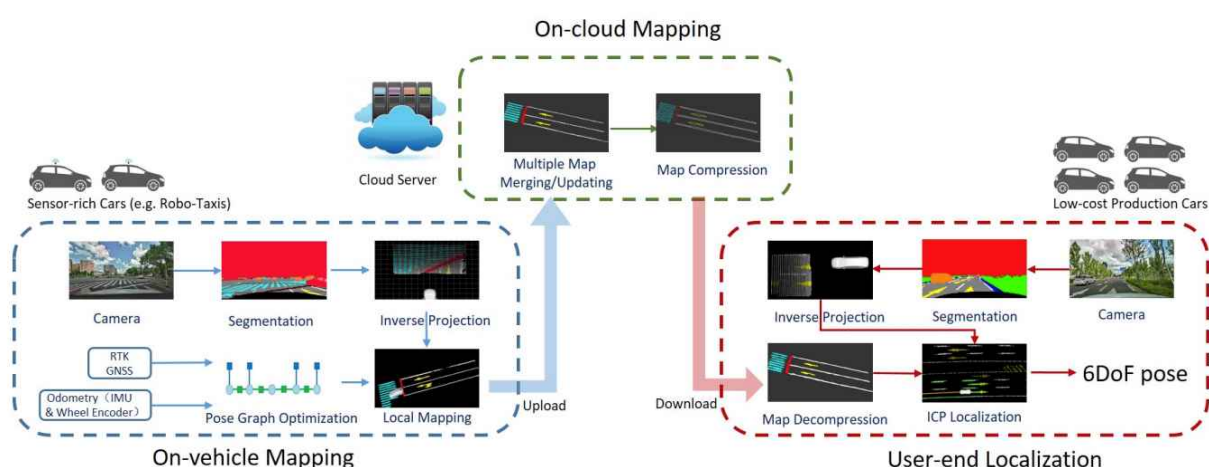 On-cloud Mapping
Cloud Server
Multiple Map
Merging/Updating
Map Compression
Sensor-rich Cars (e.g. Robo-Taxis)
Low-cost Production Cars
Camera
Segmentation
Inverse Projection
RTK
GNSS
Odometry（IMU
& Wheel Encoder）
Pose Graph Optimization
Local Mapping
Upload
On-vehicle Mapping
Inverse Projection
Segmentation
Camera
Download
Map Decompression
ICP Localization
6DoF pose
User-end Localization